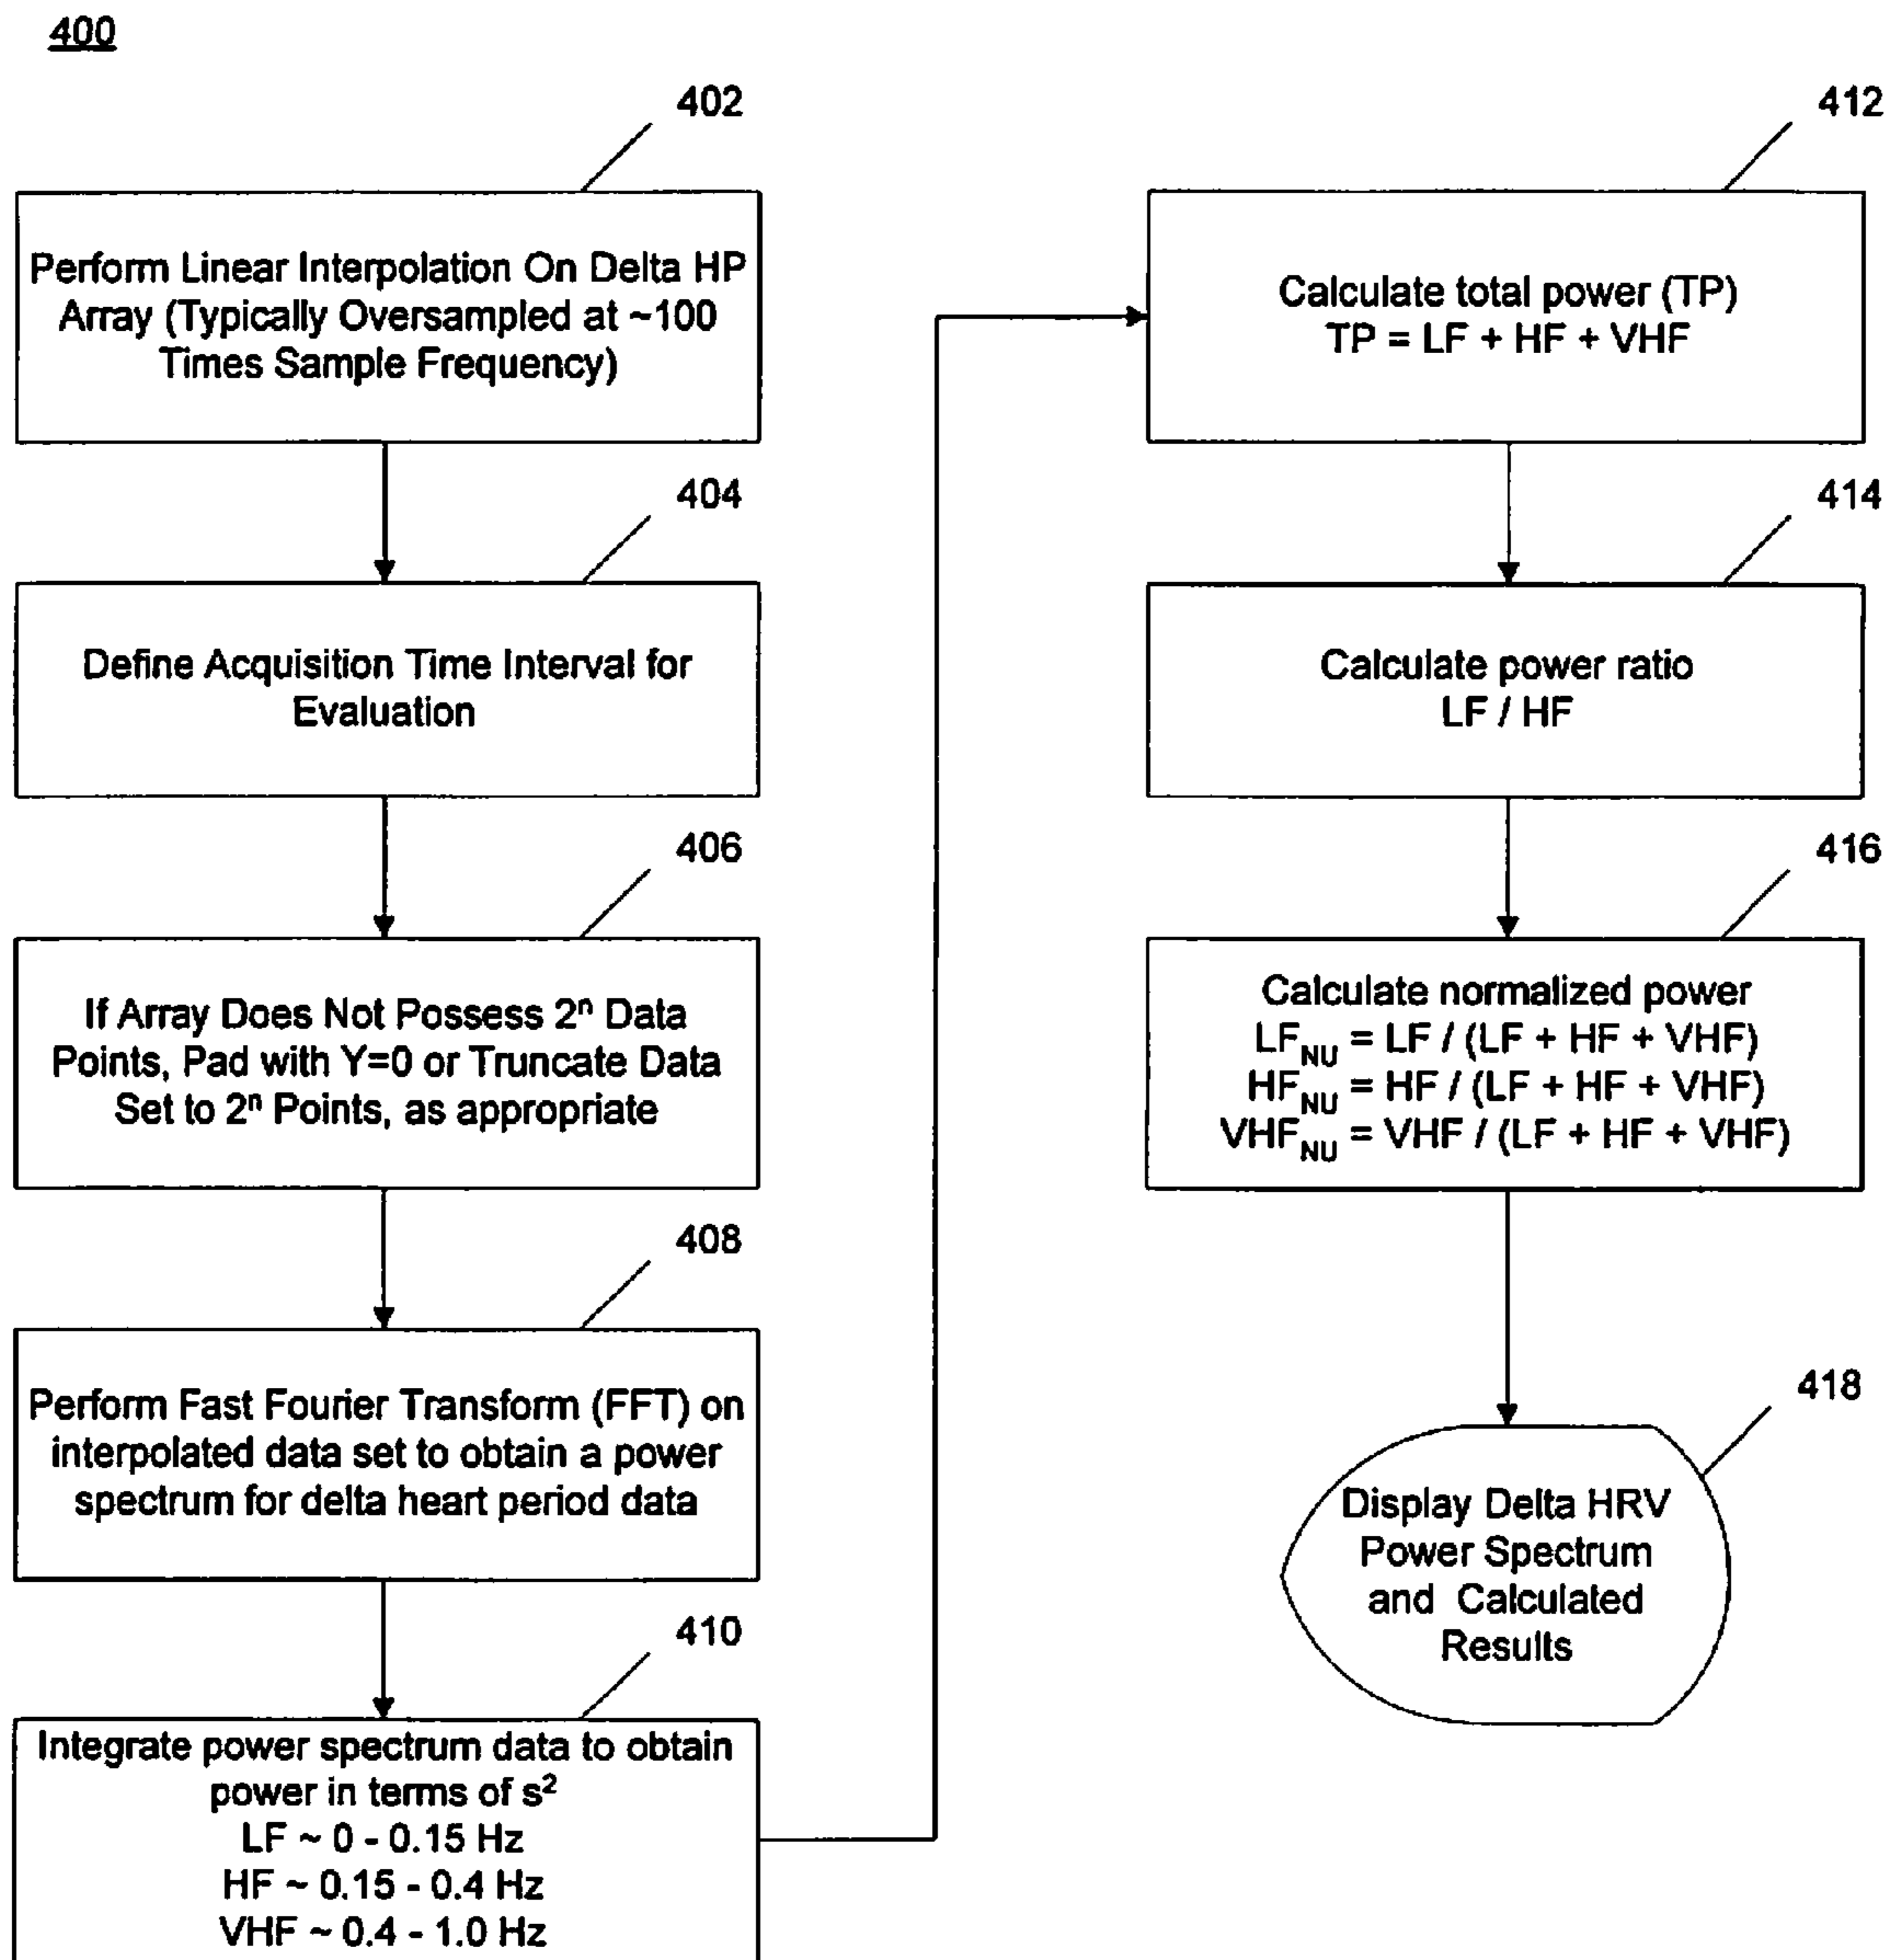 400
402
Perform Linear Interpolation On Delta HP
Array (Typically Oversampled at ~100
Times Sample Frequency)
404
Define Acquisition Time Interval for
Evaluation
406
If Array Does Not Possess 2ⁿ Data
Points, Pad with Y=0 or Truncate Data
Set to 2ⁿ Points, as appropriate
408
Perform Fast Fourier Transform (FFT) on
interpolated data set to obtain a power
spectrum for delta heart period data
410
Integrate power spectrum data to obtain
power in terms of s²
LF ~ 0 - 0.15 Hz
HF ~ 0.15 - 0.4 Hz
VHF ~ 0.4 - 1.0 Hz
412
Calculate total power (TP)
TP = LF + HF + VHF
414
Calculate power ratio
LF / HF
416
Calculate normalized power
LF_NU = LF / (LF + HF + VHF)
HF_NU = HF / (LF + HF + VHF)
VHF_NU = VHF / (LF + HF + VHF)
418
Display Delta HRV
Power Spectrum
and Calculated
Results